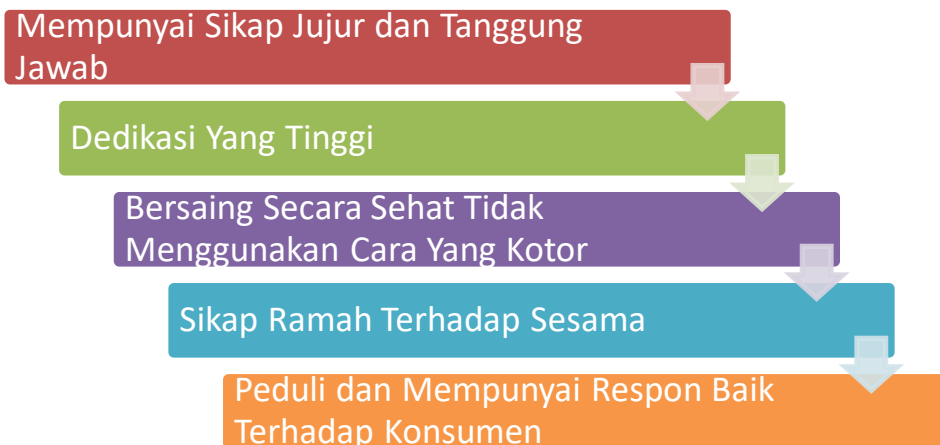 Mempunyai Sikap Jujur dan Tanggung
Jawab
Dedikasi Yang Tinggi
Bersaing Secara Sehat Tidak
Menggunakan Cara Yang Kotor
Sikap Ramah Terhadap Sesama
Peduli dan Mempunyai Respon Baik
Terhadap Konsumen